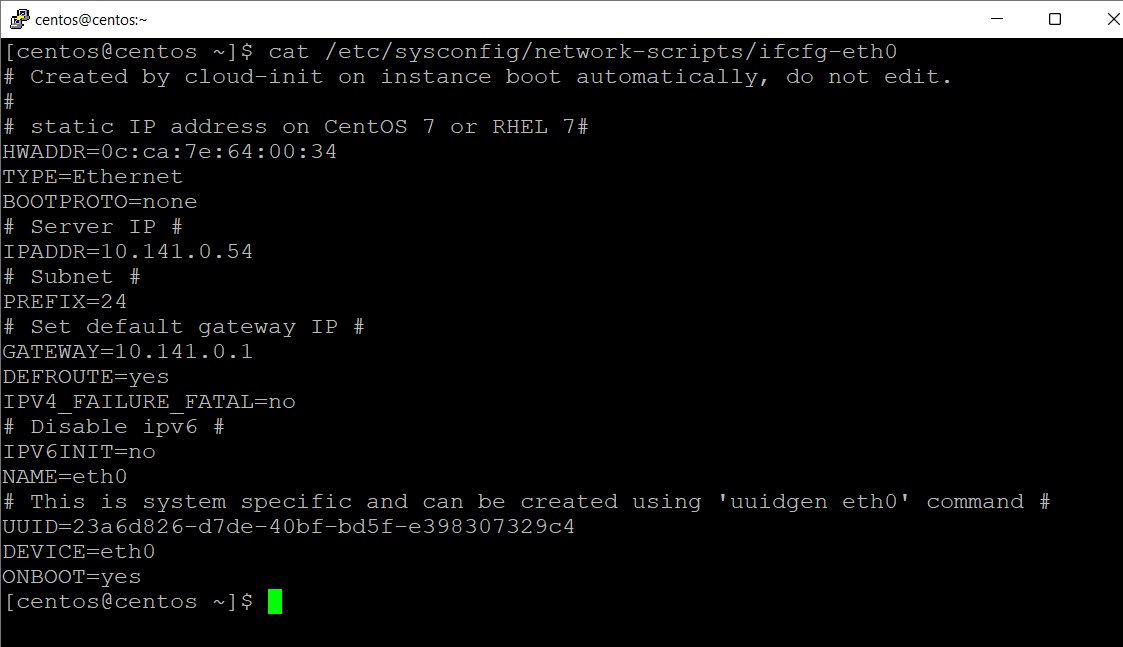 centos@centos:~
[centos@centos ~]$ cat /etc/sysconfig/network-scripts/ifcfg-eth0
# Created by cloud-init on instance boot automatically, do not edit.
#
# static IP address on CentOS 7 or RHEL 7#
HWADDR=0c:ca:7e:64:00:34
TYPE=Ethernet
BOOTPROTO=none
# Server IP #
IPADDR=10.141.0.54
# Subnet #
PREFIX=24
# Set default gateway IP #
GATEWAY=10.141.0.1
DEFROUTE=yes
IPV4_FAILURE_FATAL=no
# Disable ipv6 #
IPV6INIT=no
NAME=eth0
# This is system specific and can be created using 'uuidgen eth0' command #
UUID=23a6d826-d7de-40bf-bd5f-e398307329c4
DEVICE=eth0
ONBOOT=yes
[centos@centos ~]$